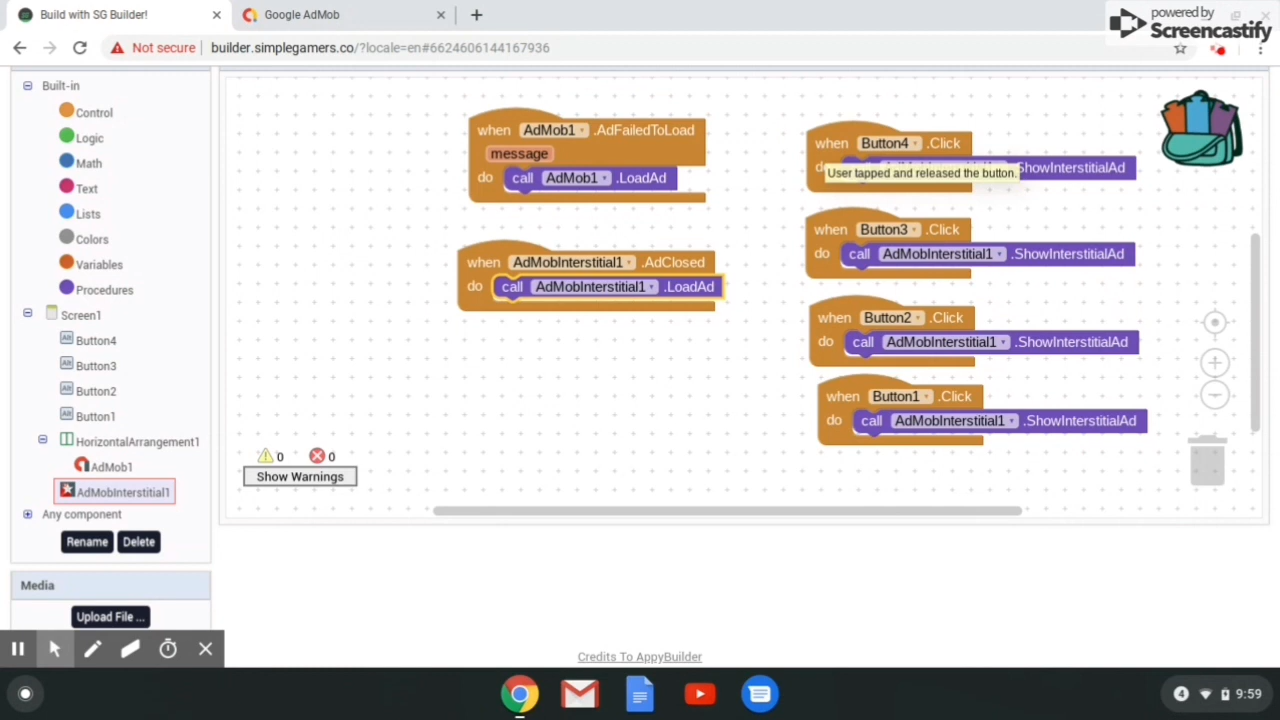 Build with SG Builder!
Google AdMob
powered by
Screencastify
Not secure
builder.simplegamers.co/?locale=en#6624606144167936
Built-in
Control
Logic
Math
Text
Lists
Colors
Variables
Procedures
Screen1
Button4
Button3
Button2
Button1
HorizontalArrangement1
AdMob1
AdMobInterstitial1
Any component
Rename
Delete
Media
Upload File ...
when AdMob1 .AdFailedToLoad
message
do call AdMob1 .LoadAd
when AdMobInterstitial1 .AdClosed
do call AdMobInterstitial1 .LoadAd
when Button4 .Click
.ShowInterstitialAd
User tapped and released the button.
when Button3 .Click
do call AdMobInterstitial1 .ShowInterstitialAd
when Button2 .Click
do call AdMobInterstitial1 .ShowInterstitialAd
when Button1 .Click
do call AdMobInterstitial1 .ShowInterstitialAd
0 0
Show Warnings
Credits To AppyBuilder
4 9:59